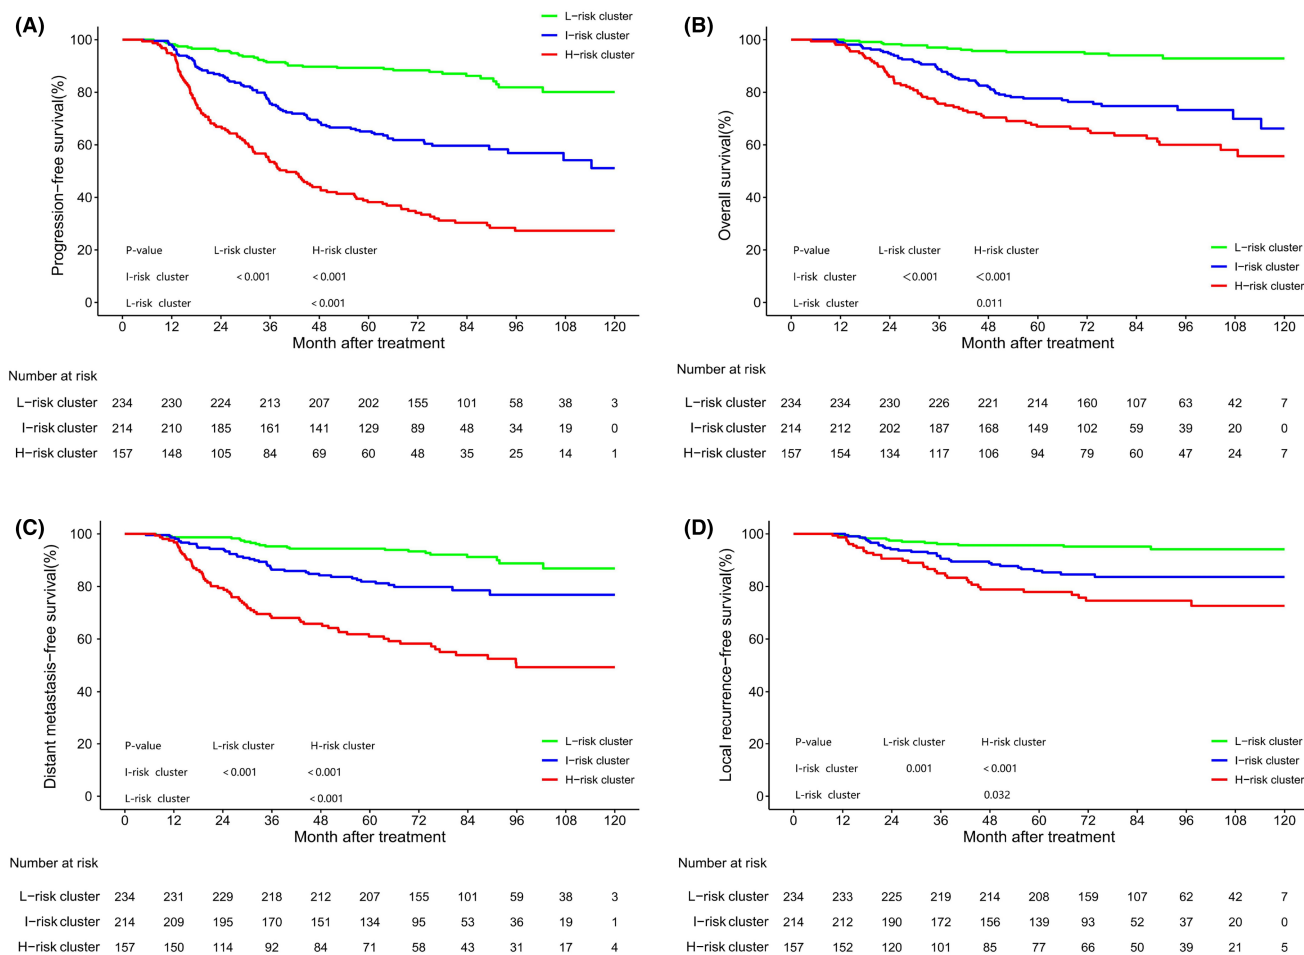 (A)
L-risk cluster
I-risk cluster
H-risk cluster
Progression-free survival(%)
100
80
60
40
20
0
P-value L-risk cluster H-risk cluster
I-risk cluster <0.001 <0.001
L-risk cluster <0.001
0 12 24 36 48 60 72 84 96 108 120
Month after treatment
Number at risk
L-risk cluster 234 230 224 213 207 202 155 101 58 38 3
I-risk cluster 214 210 185 161 141 129 89 48 34 19 0
H-risk cluster 157 148 105 84 69 60 48 35 25 14 1
(B)
Overall survival(%)
100
80
60
40
20
0
P-value L-risk cluster H-risk cluster
I-risk cluster <0.001 <0.001
L-risk cluster 0.011
L-risk cluster
I-risk cluster
H-risk cluster
0 12 24 36 48 60 72 84 96 108 120
Month after treatment
Number at risk
L-risk cluster 234 234 230 226 221 214 160 107 63 42 7
I-risk cluster 214 212 202 187 168 149 102 59 39 20 0
H-risk cluster 157 154 134 117 106 94 79 60 47 24 7
(C)
Distant metastasis-free survival(%)
100
80
60
40
20
0
P-value L-risk cluster H-risk cluster
I-risk cluster <0.001 <0.001
L-risk cluster <0.001
L-risk cluster
I-risk cluster
H-risk cluster
0 12 24 36 48 60 72 84 96 108 120
Month after treatment
Number at risk
L-risk cluster 234 231 229 218 212 207 155 101 59 38 3
I-risk cluster 214 209 195 170 151 134 95 53 36 19 1
H-risk cluster 157 150 114 92 84 71 58 43 31 17 4
(D)
Local recurrence-free survival(%)
100
80
60
40
20
0
P-value L-risk cluster H-risk cluster
I-risk cluster 0.001 <0.001
L-risk cluster 0.032
L-risk cluster
I-risk cluster
H-risk cluster
0 12 24 36 48 60 72 84 96 108 120
Month after treatment
Number at risk
L-risk cluster 234 233 225 219 214 208 159 107 62 42 7
I-risk cluster 214 212 190 172 156 139 93 52 37 20 0
H-risk cluster 157 152 120 101 85 77 66 50 39 21 5